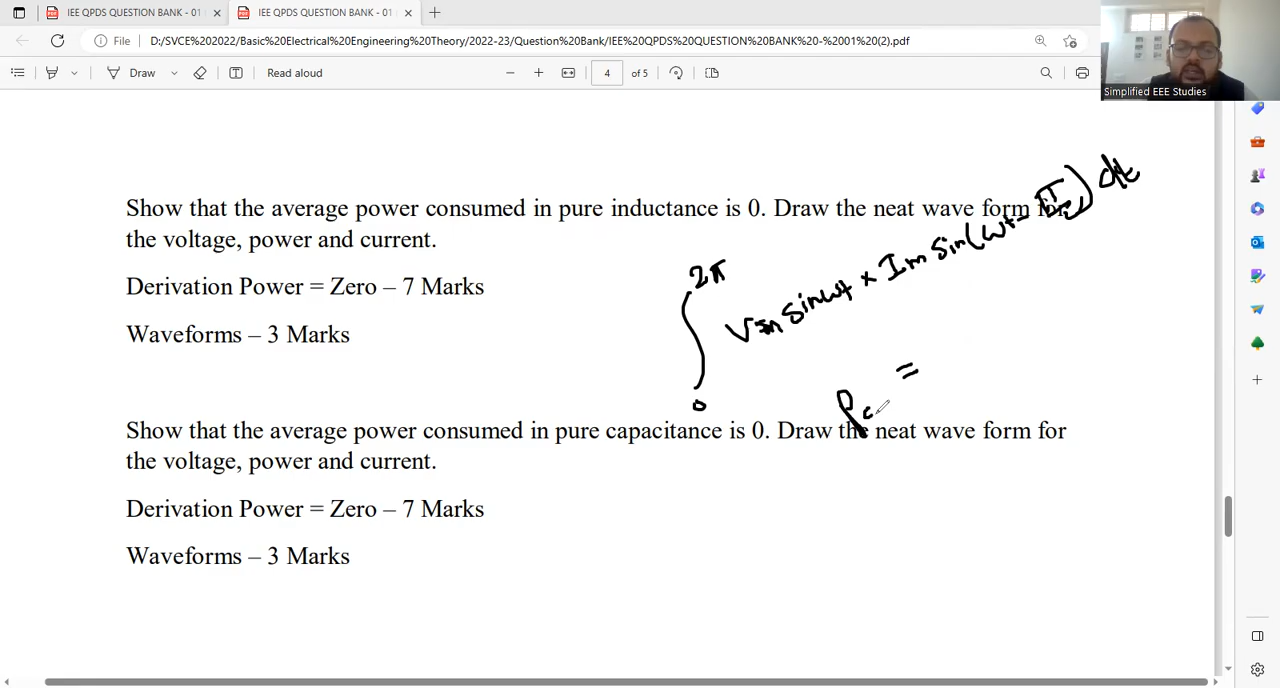 IEE QPDS QUESTION BANK - 01
IEE QPDS QUESTION BANK - 01
File
D:/SVCE%202022/Basic%20Electrical%20Engineering%20Theory/2022-23/Question%20Bank/IEE%20QPDS%20QUESTION%20BANK%20-%2001%20(2).pdf
Draw
Read aloud
4
of 5
Simplified EEE Studies
Show that the average power consumed in pure inductance is 0. Draw the neat wave form for
the voltage, power and current.
Derivation Power = Zero – 7 Marks
Waveforms – 3 Marks
2π
∫ Vm Sinωt × Im Sin(ωt - π/2) dt
0
Pa =
Show that the average power consumed in pure capacitance is 0. Draw the neat wave form for
the voltage, power and current.
Derivation Power = Zero – 7 Marks
Waveforms – 3 Marks